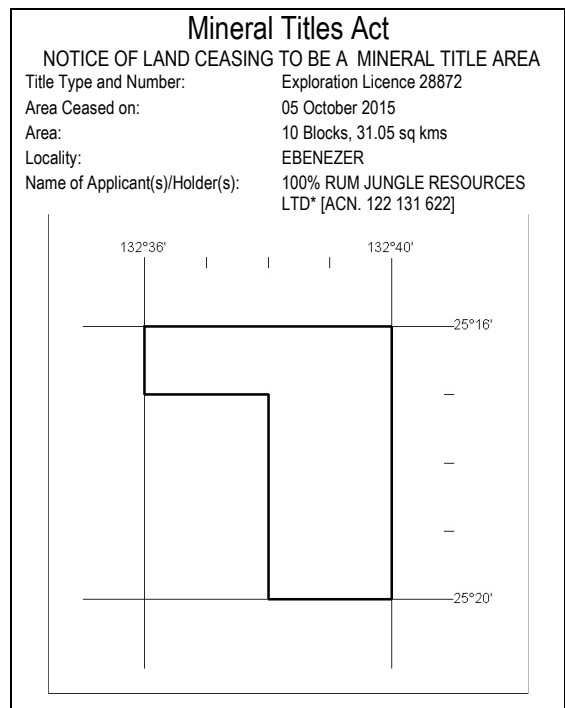 Mineral Titles Act
NOTICE OF LAND CEASING TO BE A MINERAL TITLE AREA
Title Type and Number: Exploration Licence 28872
Area Ceased on: 05 October 2015
Area: 10 Blocks, 31.05 sq kms
Locality: EBENEZER
Name of Applicant(s)/Holder(s): 100% RUM JUNGLE RESOURCES
LTD* [ACN. 122 131 622]
132°36' 132°40'
25°16'
25°20'